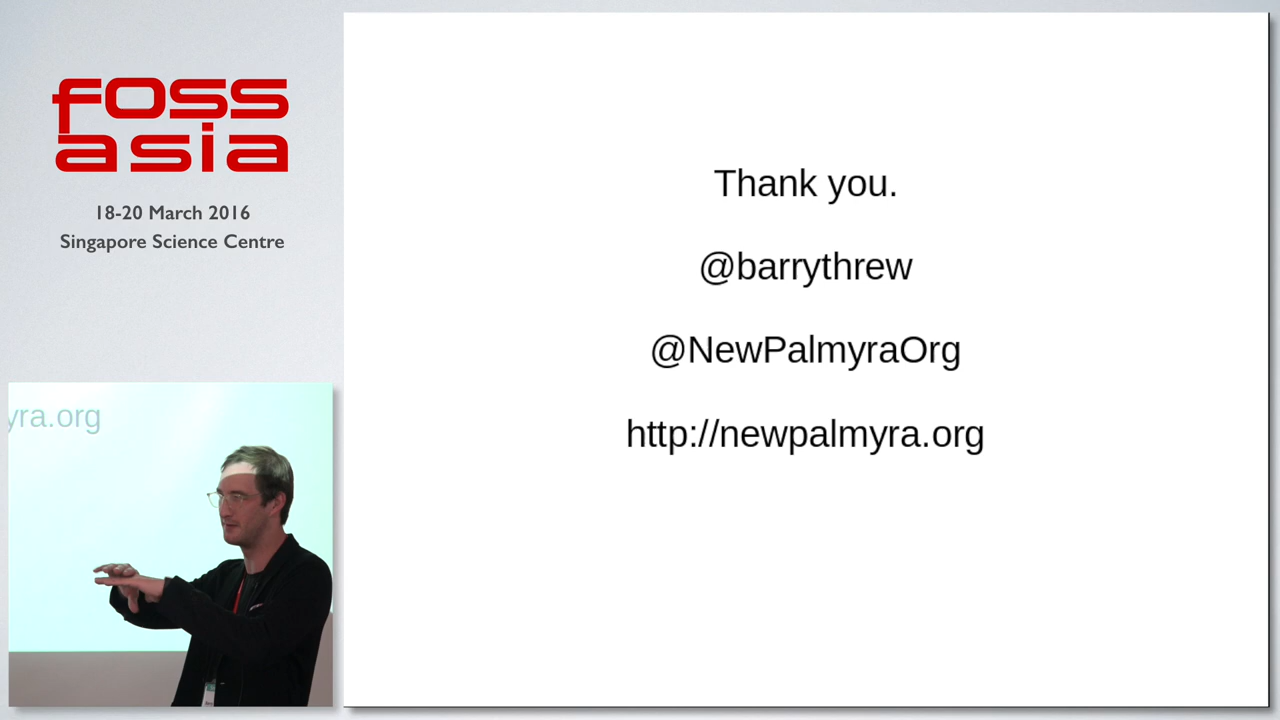 foss
asia
18-20 March 2016
Singapore Science Centre
Thank you.
@barrythrew
@NewPalmyraOrg
http://newpalmyra.org
yra.org